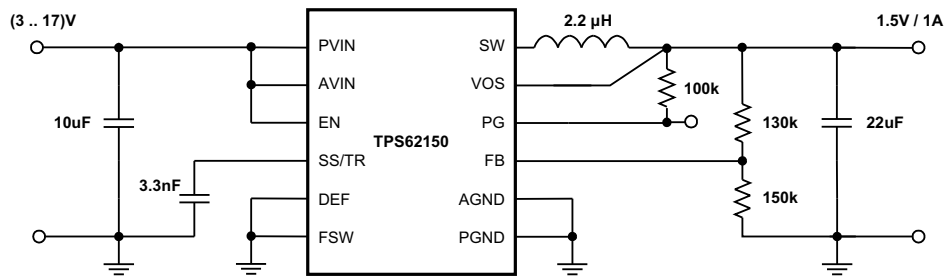 (3 .. 17)V
2.2 µH
1.5V / 1A
PVIN
SW
AVIN
VOS
100k
10uF
EN
PG
TPS62150
130k
22uF
SS/TR
FB
3.3nF
DEF
AGND
150k
FSW
PGND